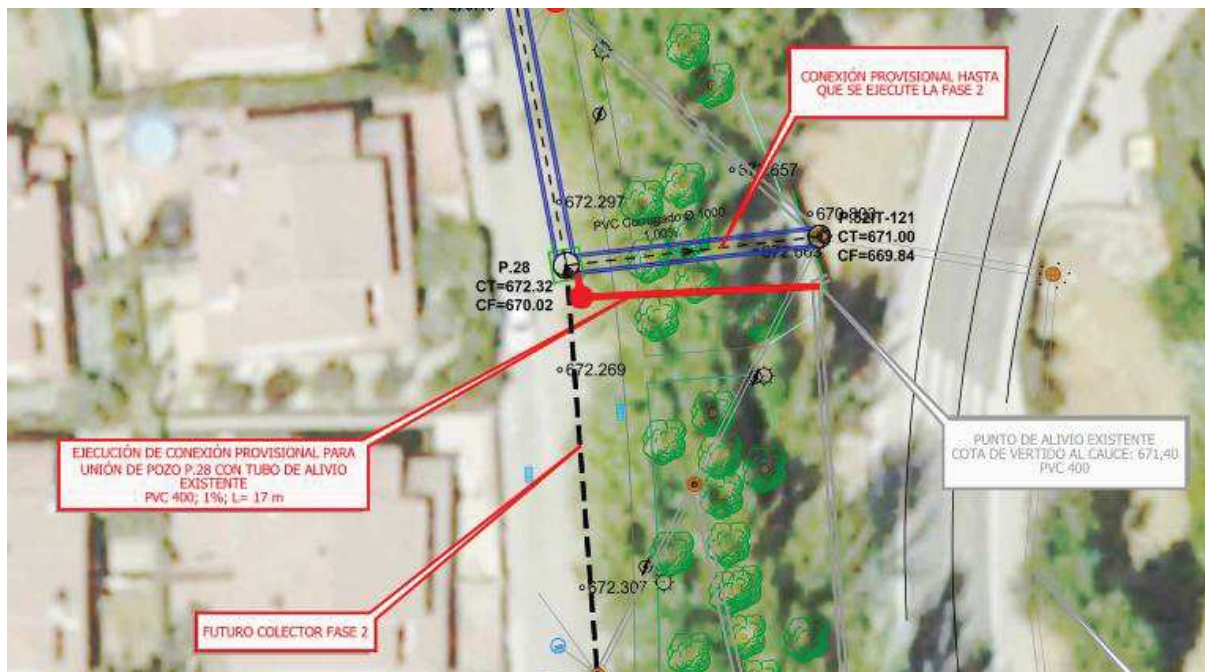 CONEXIÓN PROVISIONAL HASTA
QUE SE EJECUTE LA FASE 2
672.297
PVC Corrugado Ø 1000
1,00%
P.28
CT=672.32
CF=670.02
CT=671.00
CF=669.84
672.269
EJECUCIÓN DE CONEXIÓN PROVISIONAL PARA
UNIÓN DE POZO P.28 CON TUBO DE ALIVIO
EXISTENTE
PVC 400; 1%; L= 17 m
PUNTO DE ALIVIO EXISTENTE
COTA DE VERTIDO AL CAUCE: 671,40
PVC 400
672.307
FUTURO COLECTOR FASE 2